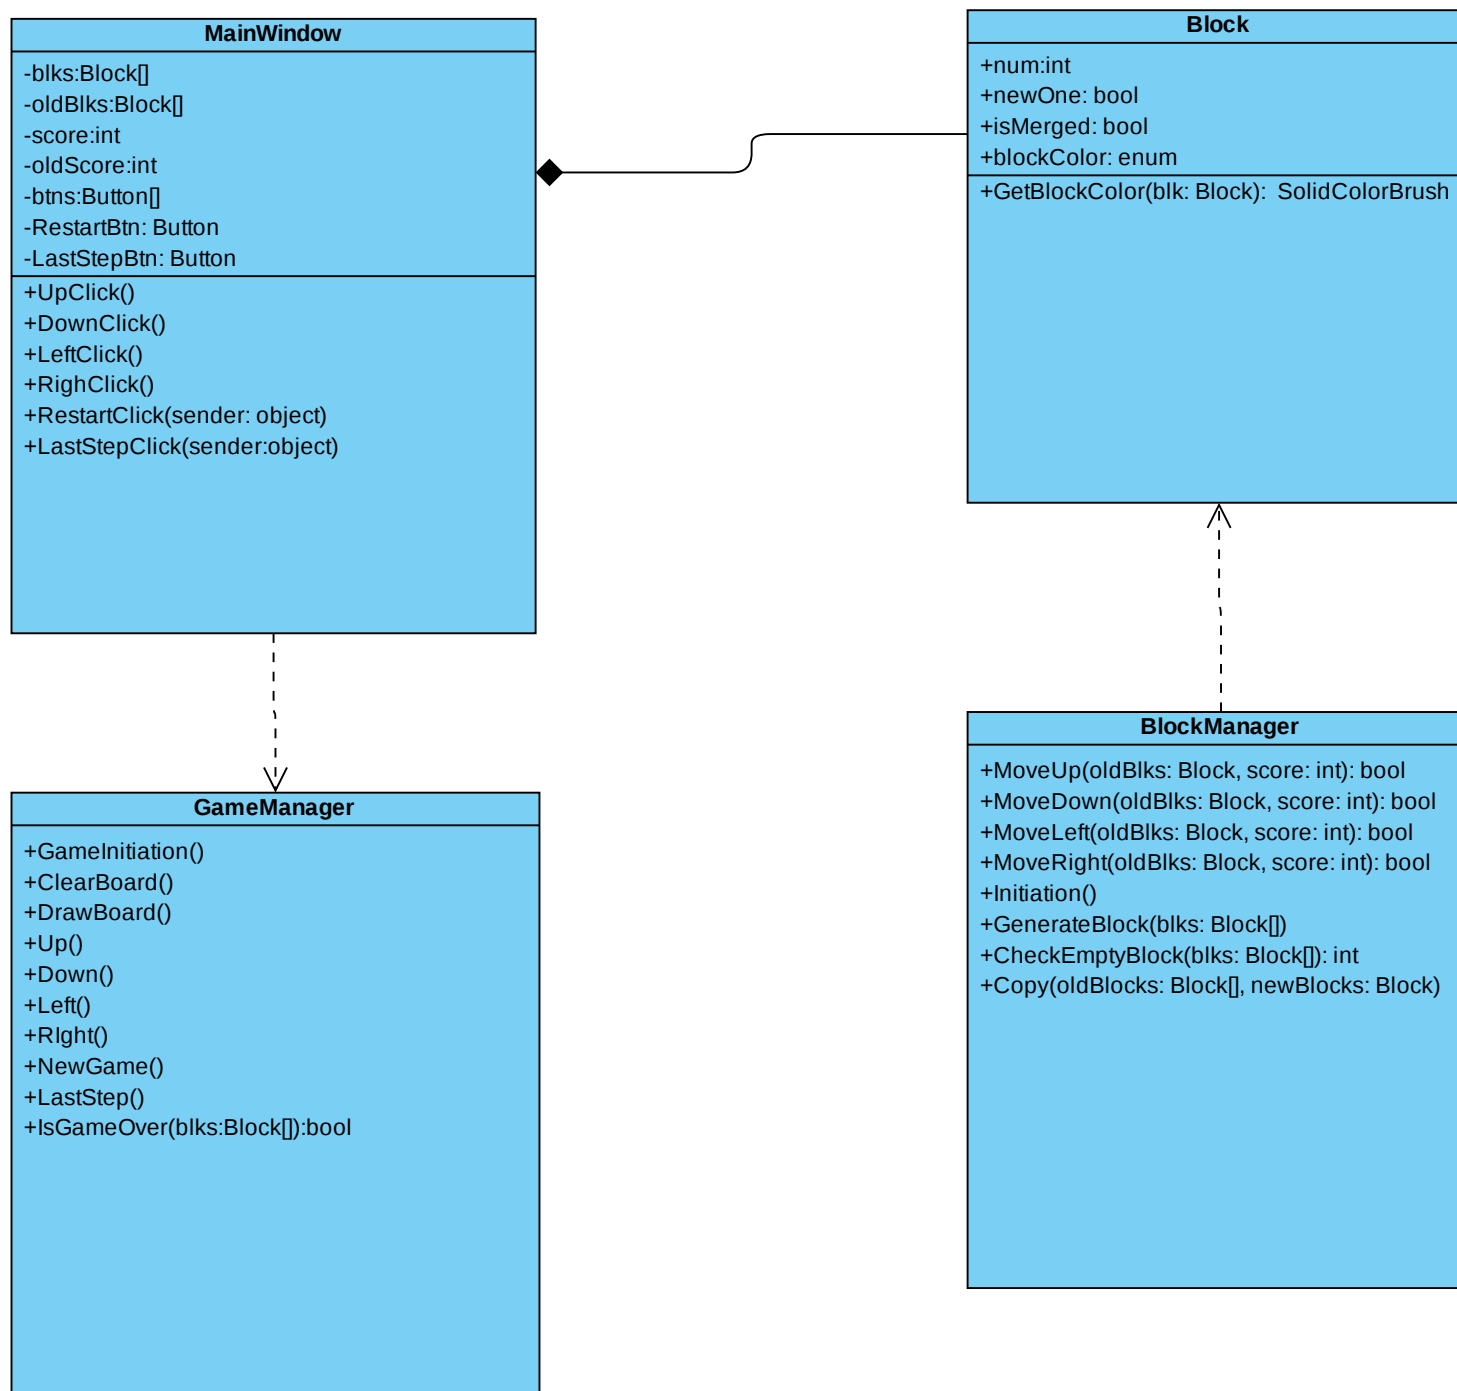 MainWindow
-blks:Block[]
-oldBlks:Block[]
-score:int
-oldScore:int
-btns:Button[]
-RestartBtn: Button
-LastStepBtn: Button
+UpClick()
+DownClick()
+LeftClick()
+RighClick()
+RestartClick(sender: object)
+LastStepClick(sender:object)
Block
+num:int
+newOne: bool
+isMerged: bool
+blockColor: enum
+GetBlockColor(blk: Block):  SolidColorBrush
GameManager
+GameInitiation()
+ClearBoard()
+DrawBoard()
+Up()
+Down()
+Left()
+RIght()
+NewGame()
+LastStep()
+IsGameOver(blks:Block[]):bool
BlockManager
+MoveUp(oldBlks: Block, score: int): bool
+MoveDown(oldBlks: Block, score: int): bool
+MoveLeft(oldBlks: Block, score: int): bool
+MoveRight(oldBlks: Block, score: int): bool
+Initiation()
+GenerateBlock(blks: Block[])
+CheckEmptyBlock(blks: Block[]): int
+Copy(oldBlocks: Block[], newBlocks: Block)